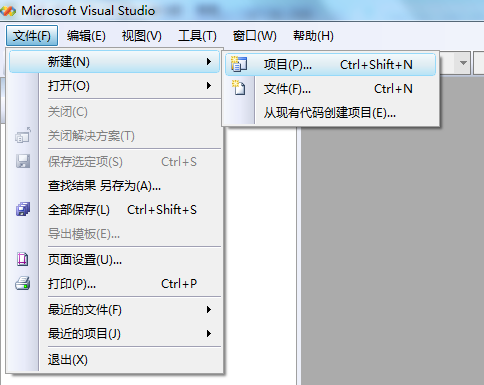 Microsoft Visual Studio
文件(F) 编辑(E) 视图(V) 工具(T) 窗口(W) 帮助(H)
新建(N)
打开(O)
关闭(C)
关闭解决方案(T)
保存选定项(S) Ctrl+S
查找结果 另存为(A)...
全部保存(L) Ctrl+Shift+S
导出模板(E)...
页面设置(U)...
打印(P)... Ctrl+P
最近的文件(F)
最近的项目(J)
退出(X)
项目(P)... Ctrl+Shift+N
文件(F)... Ctrl+N
从现有代码创建项目(E)...